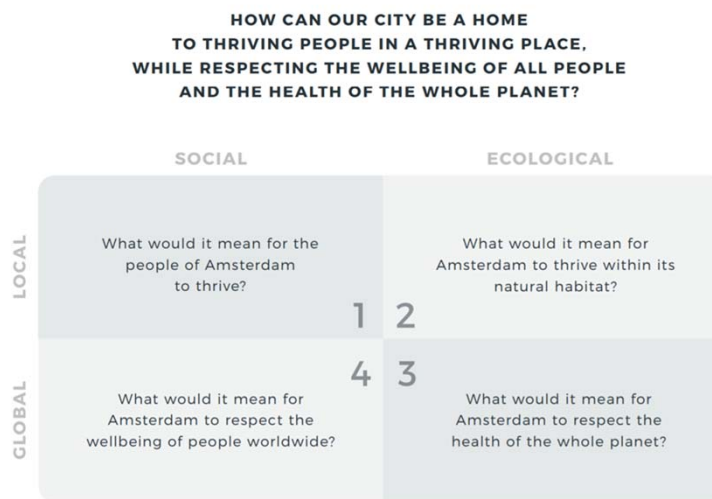 HOW CAN OUR CITY BE A HOME
TO THRIVING PEOPLE IN A THRIVING PLACE,
WHILE RESPECTING THE WELLBEING OF ALL PEOPLE
AND THE HEALTH OF THE WHOLE PLANET?
SOCIAL
ECOLOGICAL
LOCAL
What would it mean for the
people of Amsterdam
to thrive?
1
What would it mean for
Amsterdam to thrive within its
natural habitat?
2
GLOBAL
What would it mean for
Amsterdam to respect the
wellbeing of people worldwide?
4
What would it mean for
Amsterdam to respect the
health of the whole planet?
3